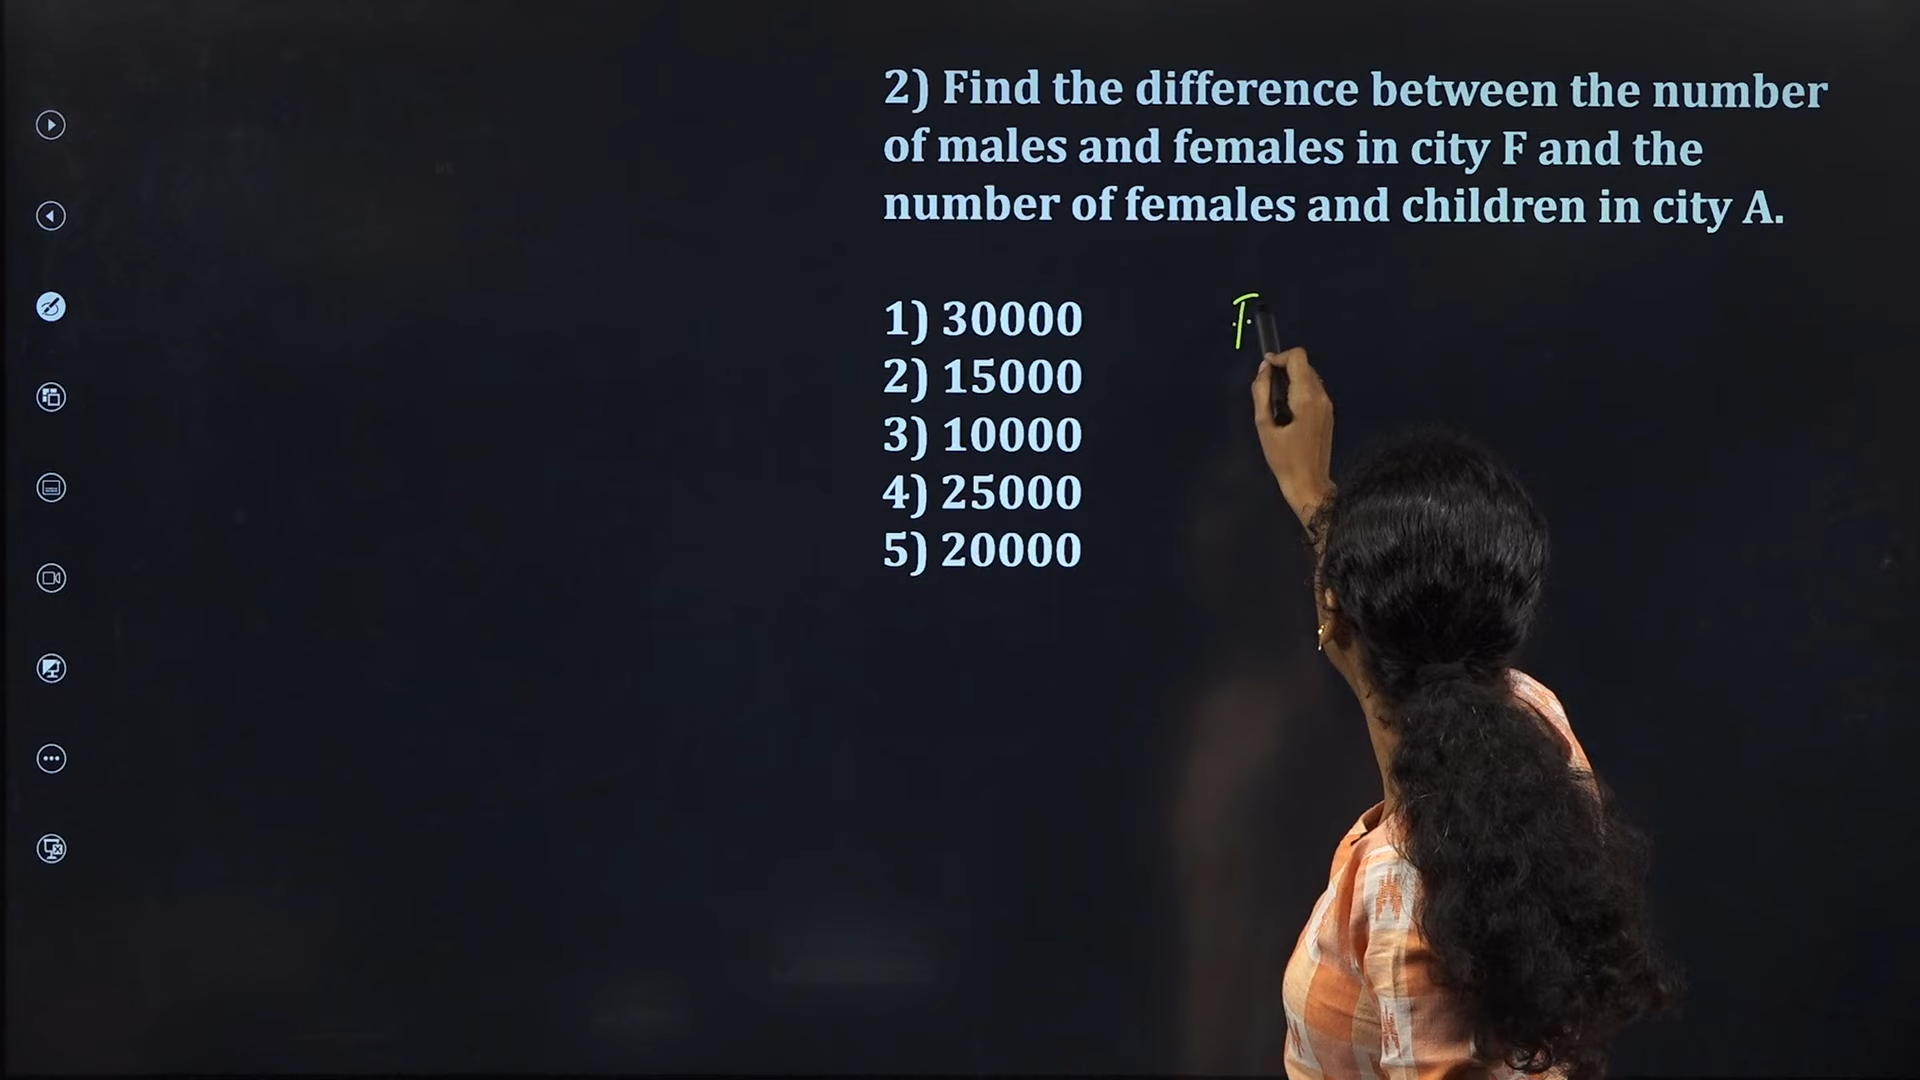 2) Find the difference between the number
of males and females in city F and the
number of females and children in city A.
1) 30000
2) 15000
3) 10000
4) 25000
5) 20000